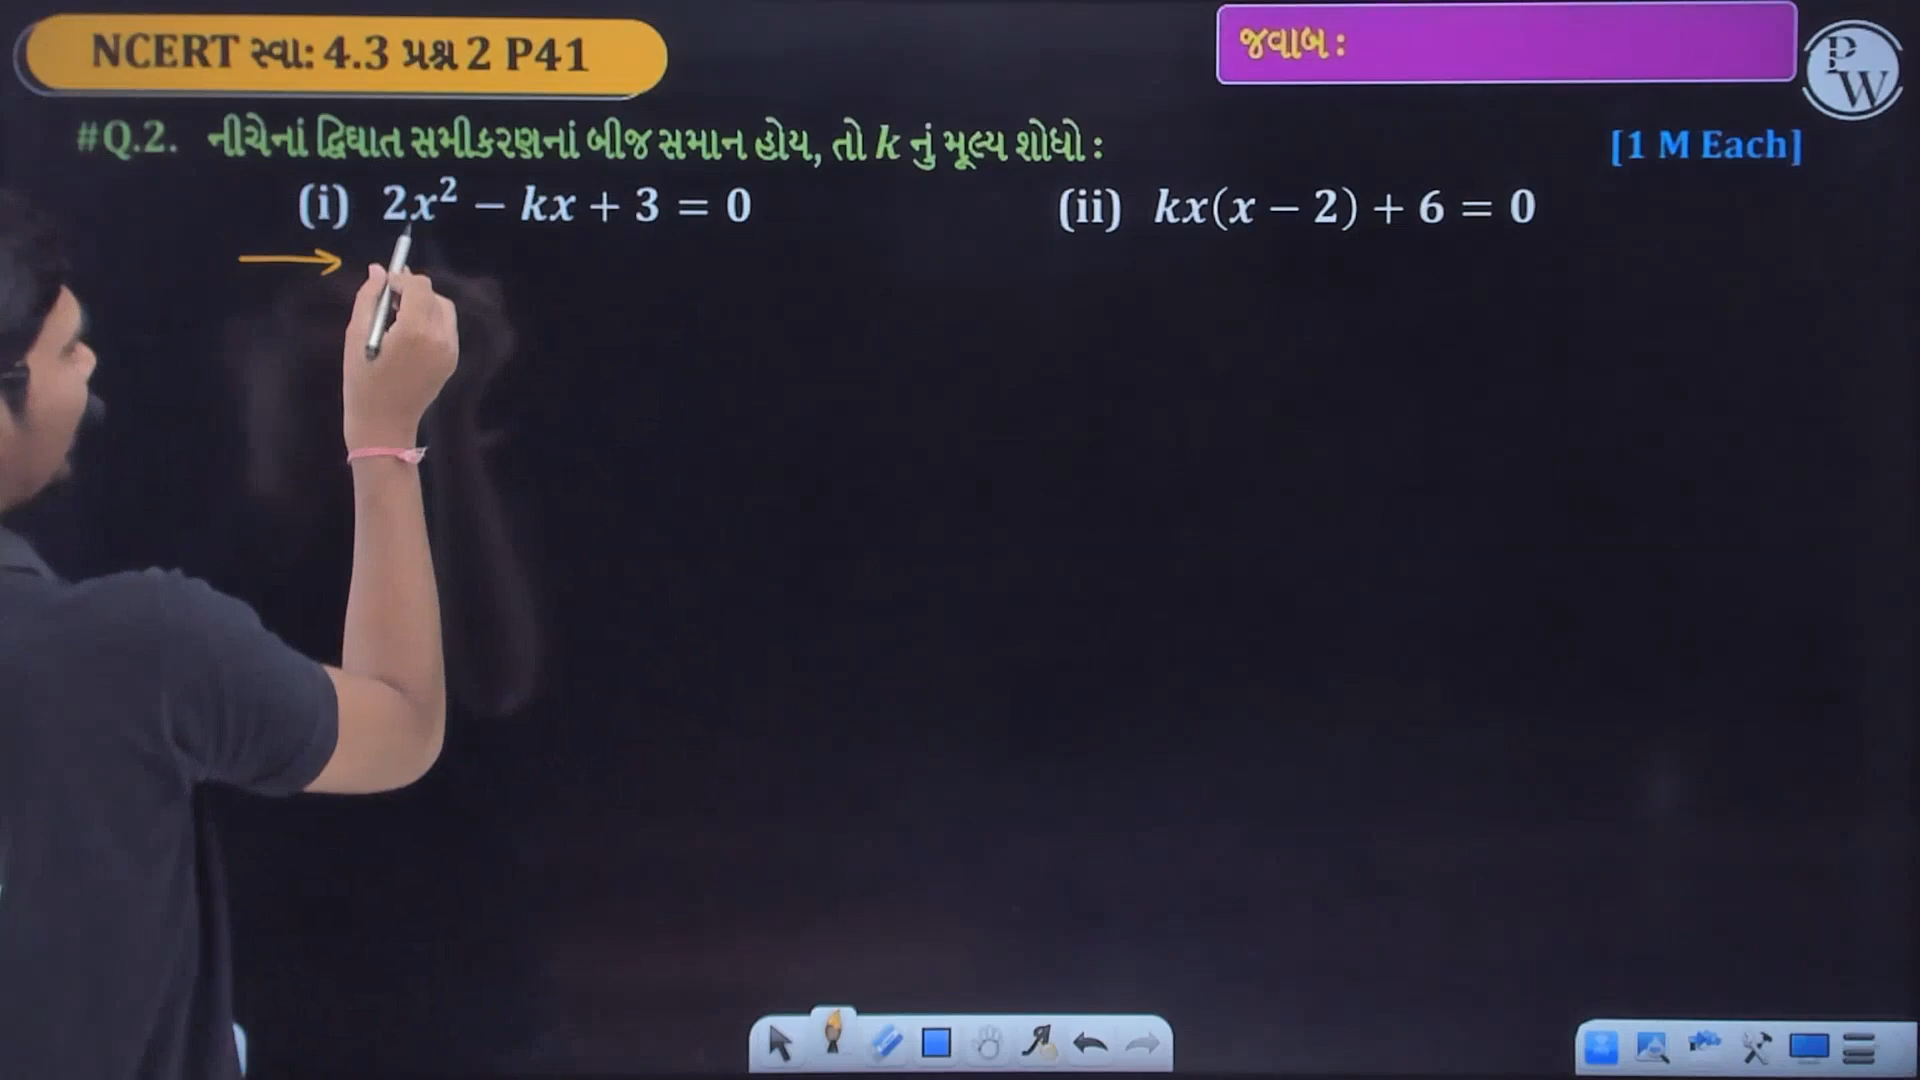 NCERT સ્વા: 4.3 પ્રશ્ન 2 P41
જવાબ :
PW
#Q.2. નીચેનાં દ્વિઘાત સમીકરણનાં બીજ સમાન હોય, તો k નું મૂલ્ય શોધો : [1 M Each]
(i) 2x² − kx + 3 = 0 (ii) kx(x − 2) + 6 = 0